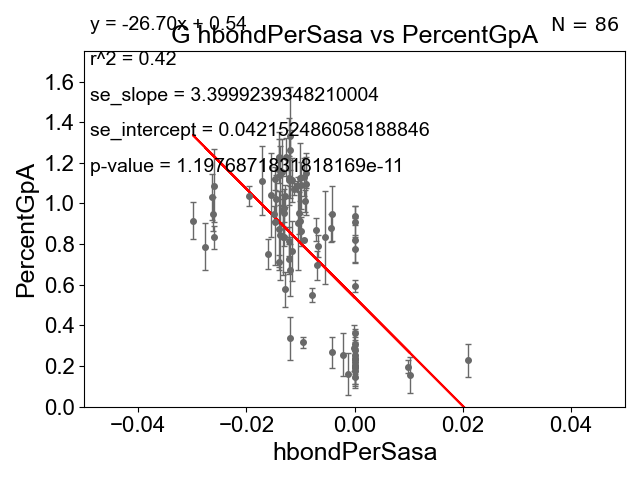 y = -26.70x + 0.54
N = 86
G hbondPerSasa vs PercentGpA
r^2 = 0.42
se_slope = 3.3999239348210004
se_intercept = 0.042152486058188846
p-value = 1.1976871831818169e-11
PercentGpA
1.6
1.4
1.2
1.0
0.8
0.6
0.4
0.2
0.0
−0.04 −0.02 0.00 0.02 0.04
hbondPerSasa